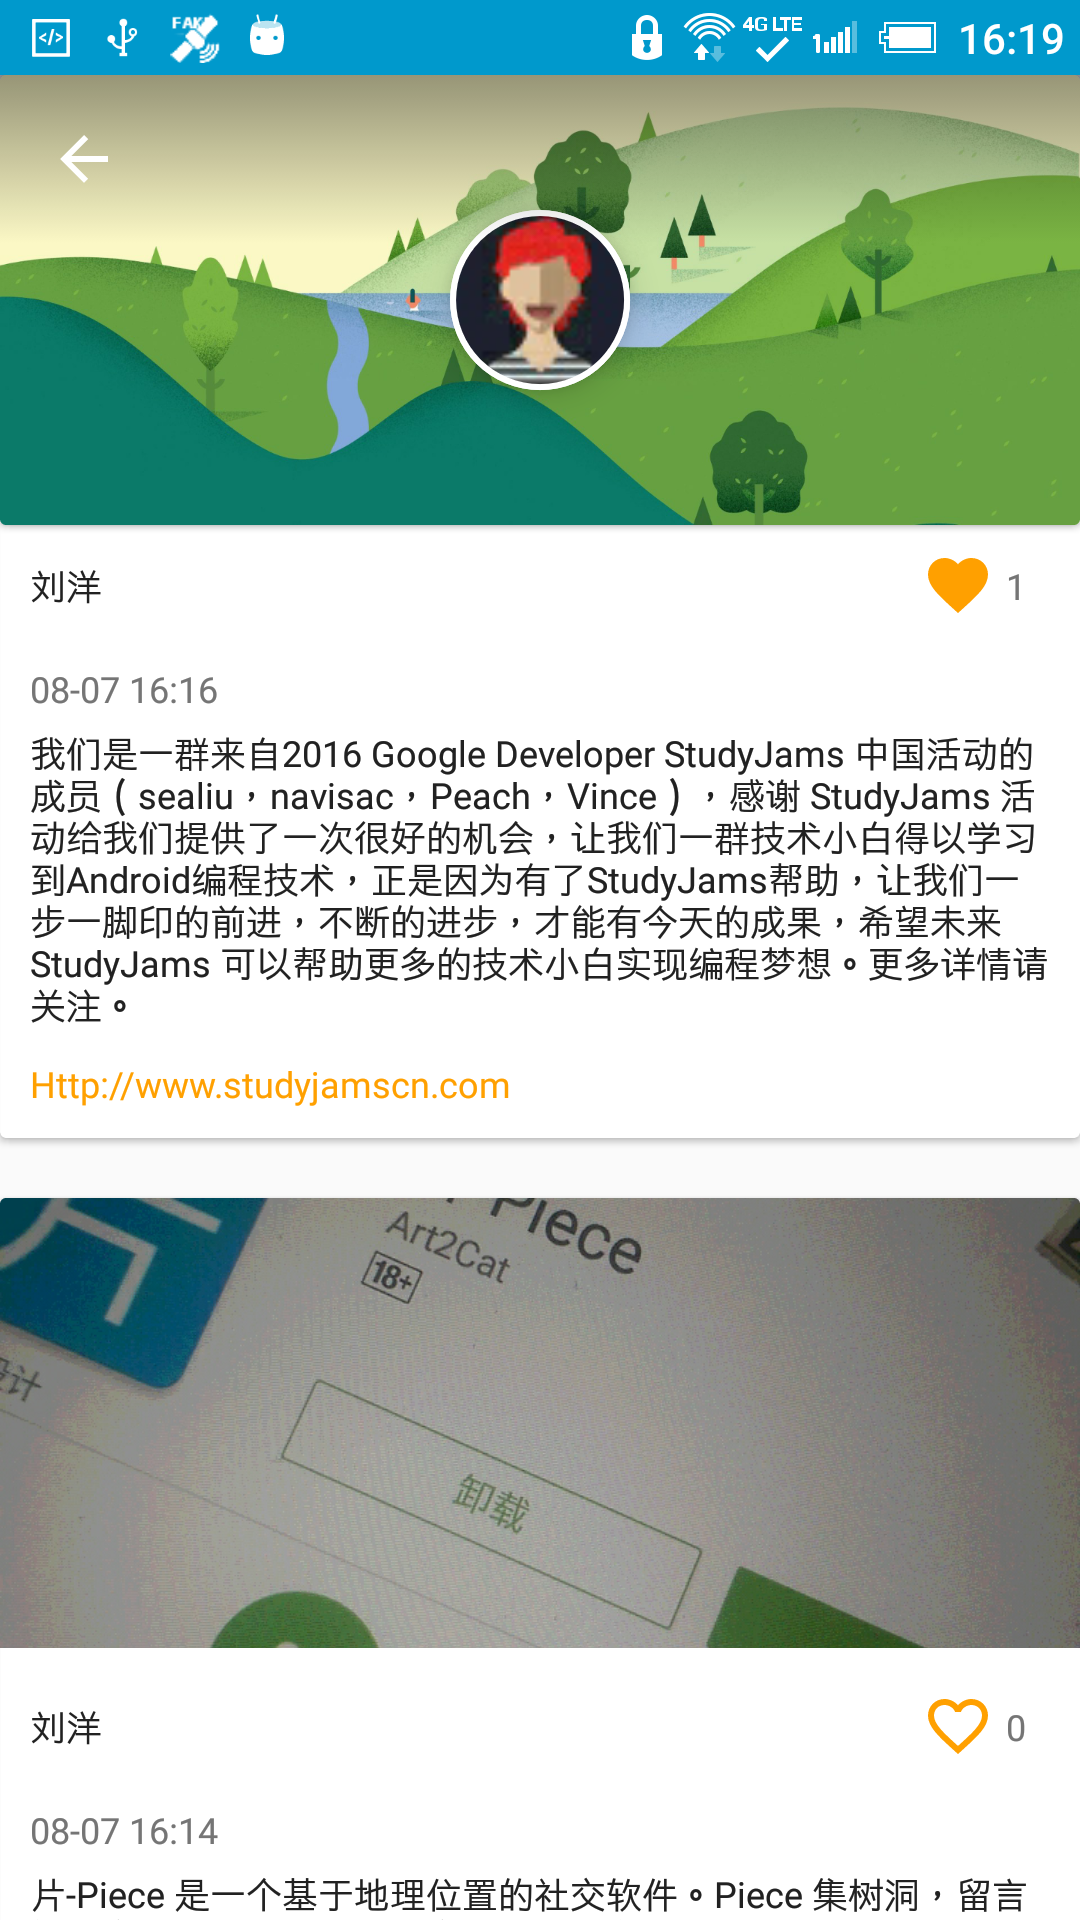 FAKE
4G LTE
16:19
刘洋
1
08-07 16:16
我们是一群来自2016 Google Developer StudyJams 中国活动的
成员（sealiu，navisac，Peach，Vince），感谢 StudyJams 活
动给我们提供了一次很好的机会，让我们一群技术小白得以学习
到Android编程技术，正是因为有了StudyJams帮助，让我们一
步一脚印的前进，不断的进步，才能有今天的成果，希望未来
StudyJams 可以帮助更多的技术小白实现编程梦想。更多详情请
关注。
Http://www.studyjamscn.com
片
Piece
Art2Cat
18+
设计
卸载
刘洋
0
08-07 16:14
片-Piece 是一个基于地理位置的社交软件。Piece 集树洞，留言